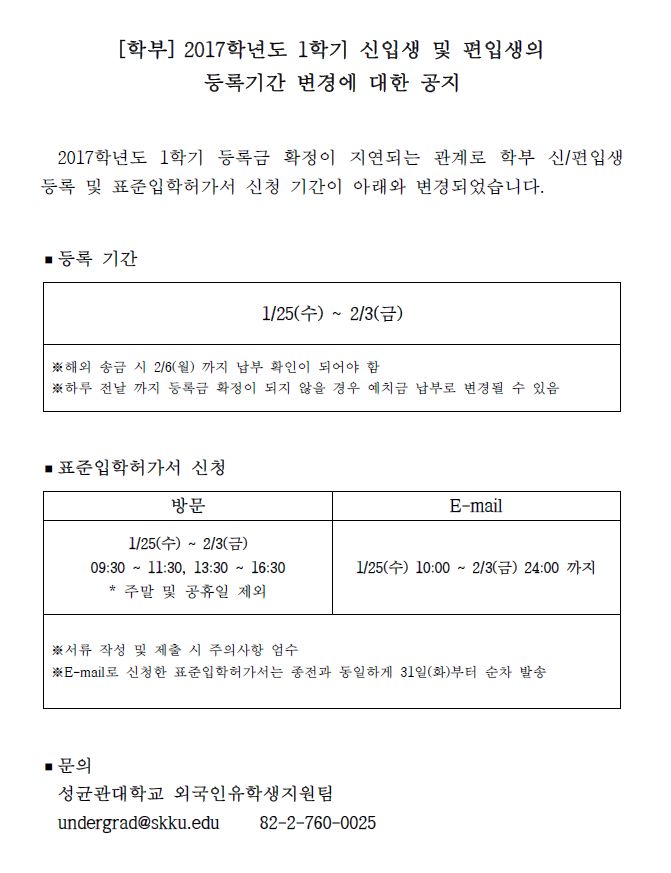 [학부] 2017학년도 1학기 신입생 및 편입생의
등록기간 변경에 대한 공지
2017학년도 1학기 등록금 확정이 지연되는 관계로 학부 신/편입생
등록 및 표준입학허가서 신청 기간이 아래와 변경되었습니다.
■ 등록 기간
1/25(수) ~ 2/3(금)
※해외 송금 시 2/6(월) 까지 납부 확인이 되어야 함
※하루 전날 까지 등록금 확정이 되지 않을 경우 예치금 납부로 변경될 수 있음
■ 표준입학허가서 신청
방문 E-mail
1/25(수) ~ 2/3(금)
09:30 ~ 11:30, 13:30 ~ 16:30
* 주말 및 공휴일 제외
1/25(수) 10:00 ~ 2/3(금) 24:00 까지
※서류 작성 및 제출 시 주의사항 엄수
※E-mail로 신청한 표준입학허가서는 종전과 동일하게 31일(화)부터 순차 발송
■ 문의
성균관대학교 외국인유학생지원팀
undergrad@skku.edu 82-2-760-0025